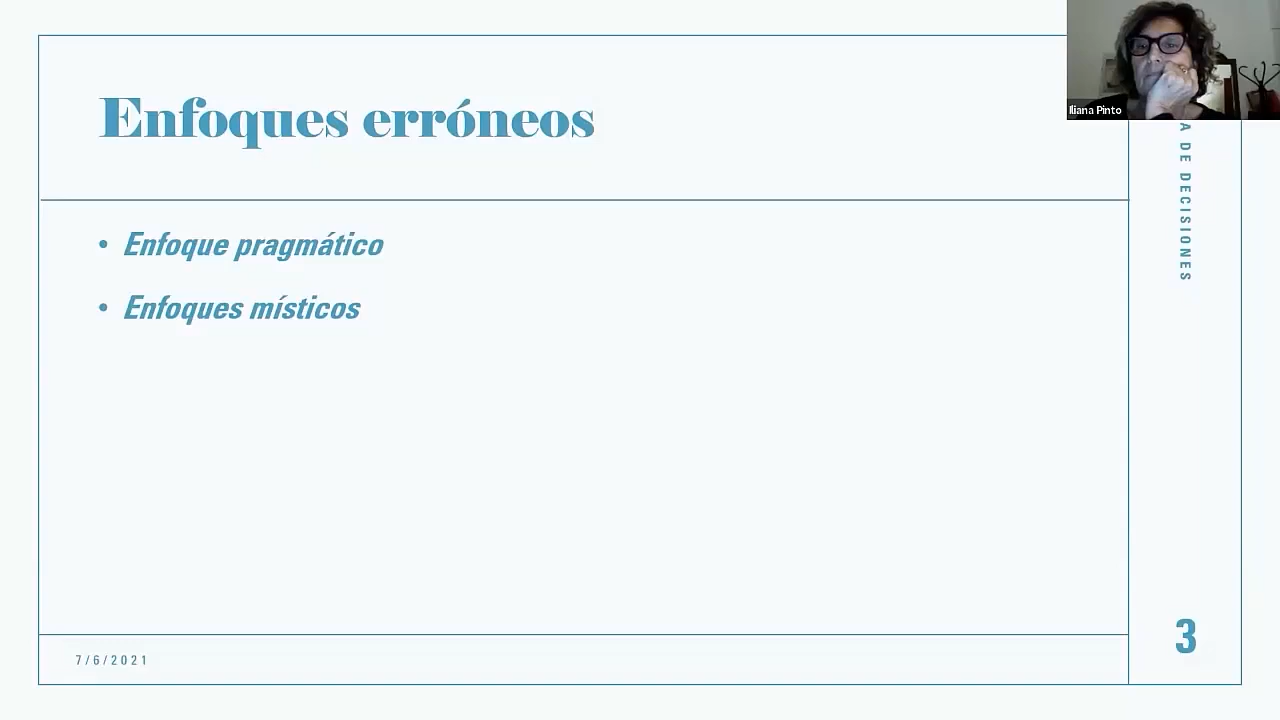 Enfoques erróneos
Iliana Pinto
A DE DECISIONES
• Enfoque pragmático
• Enfoques místicos
3
7/6/2021